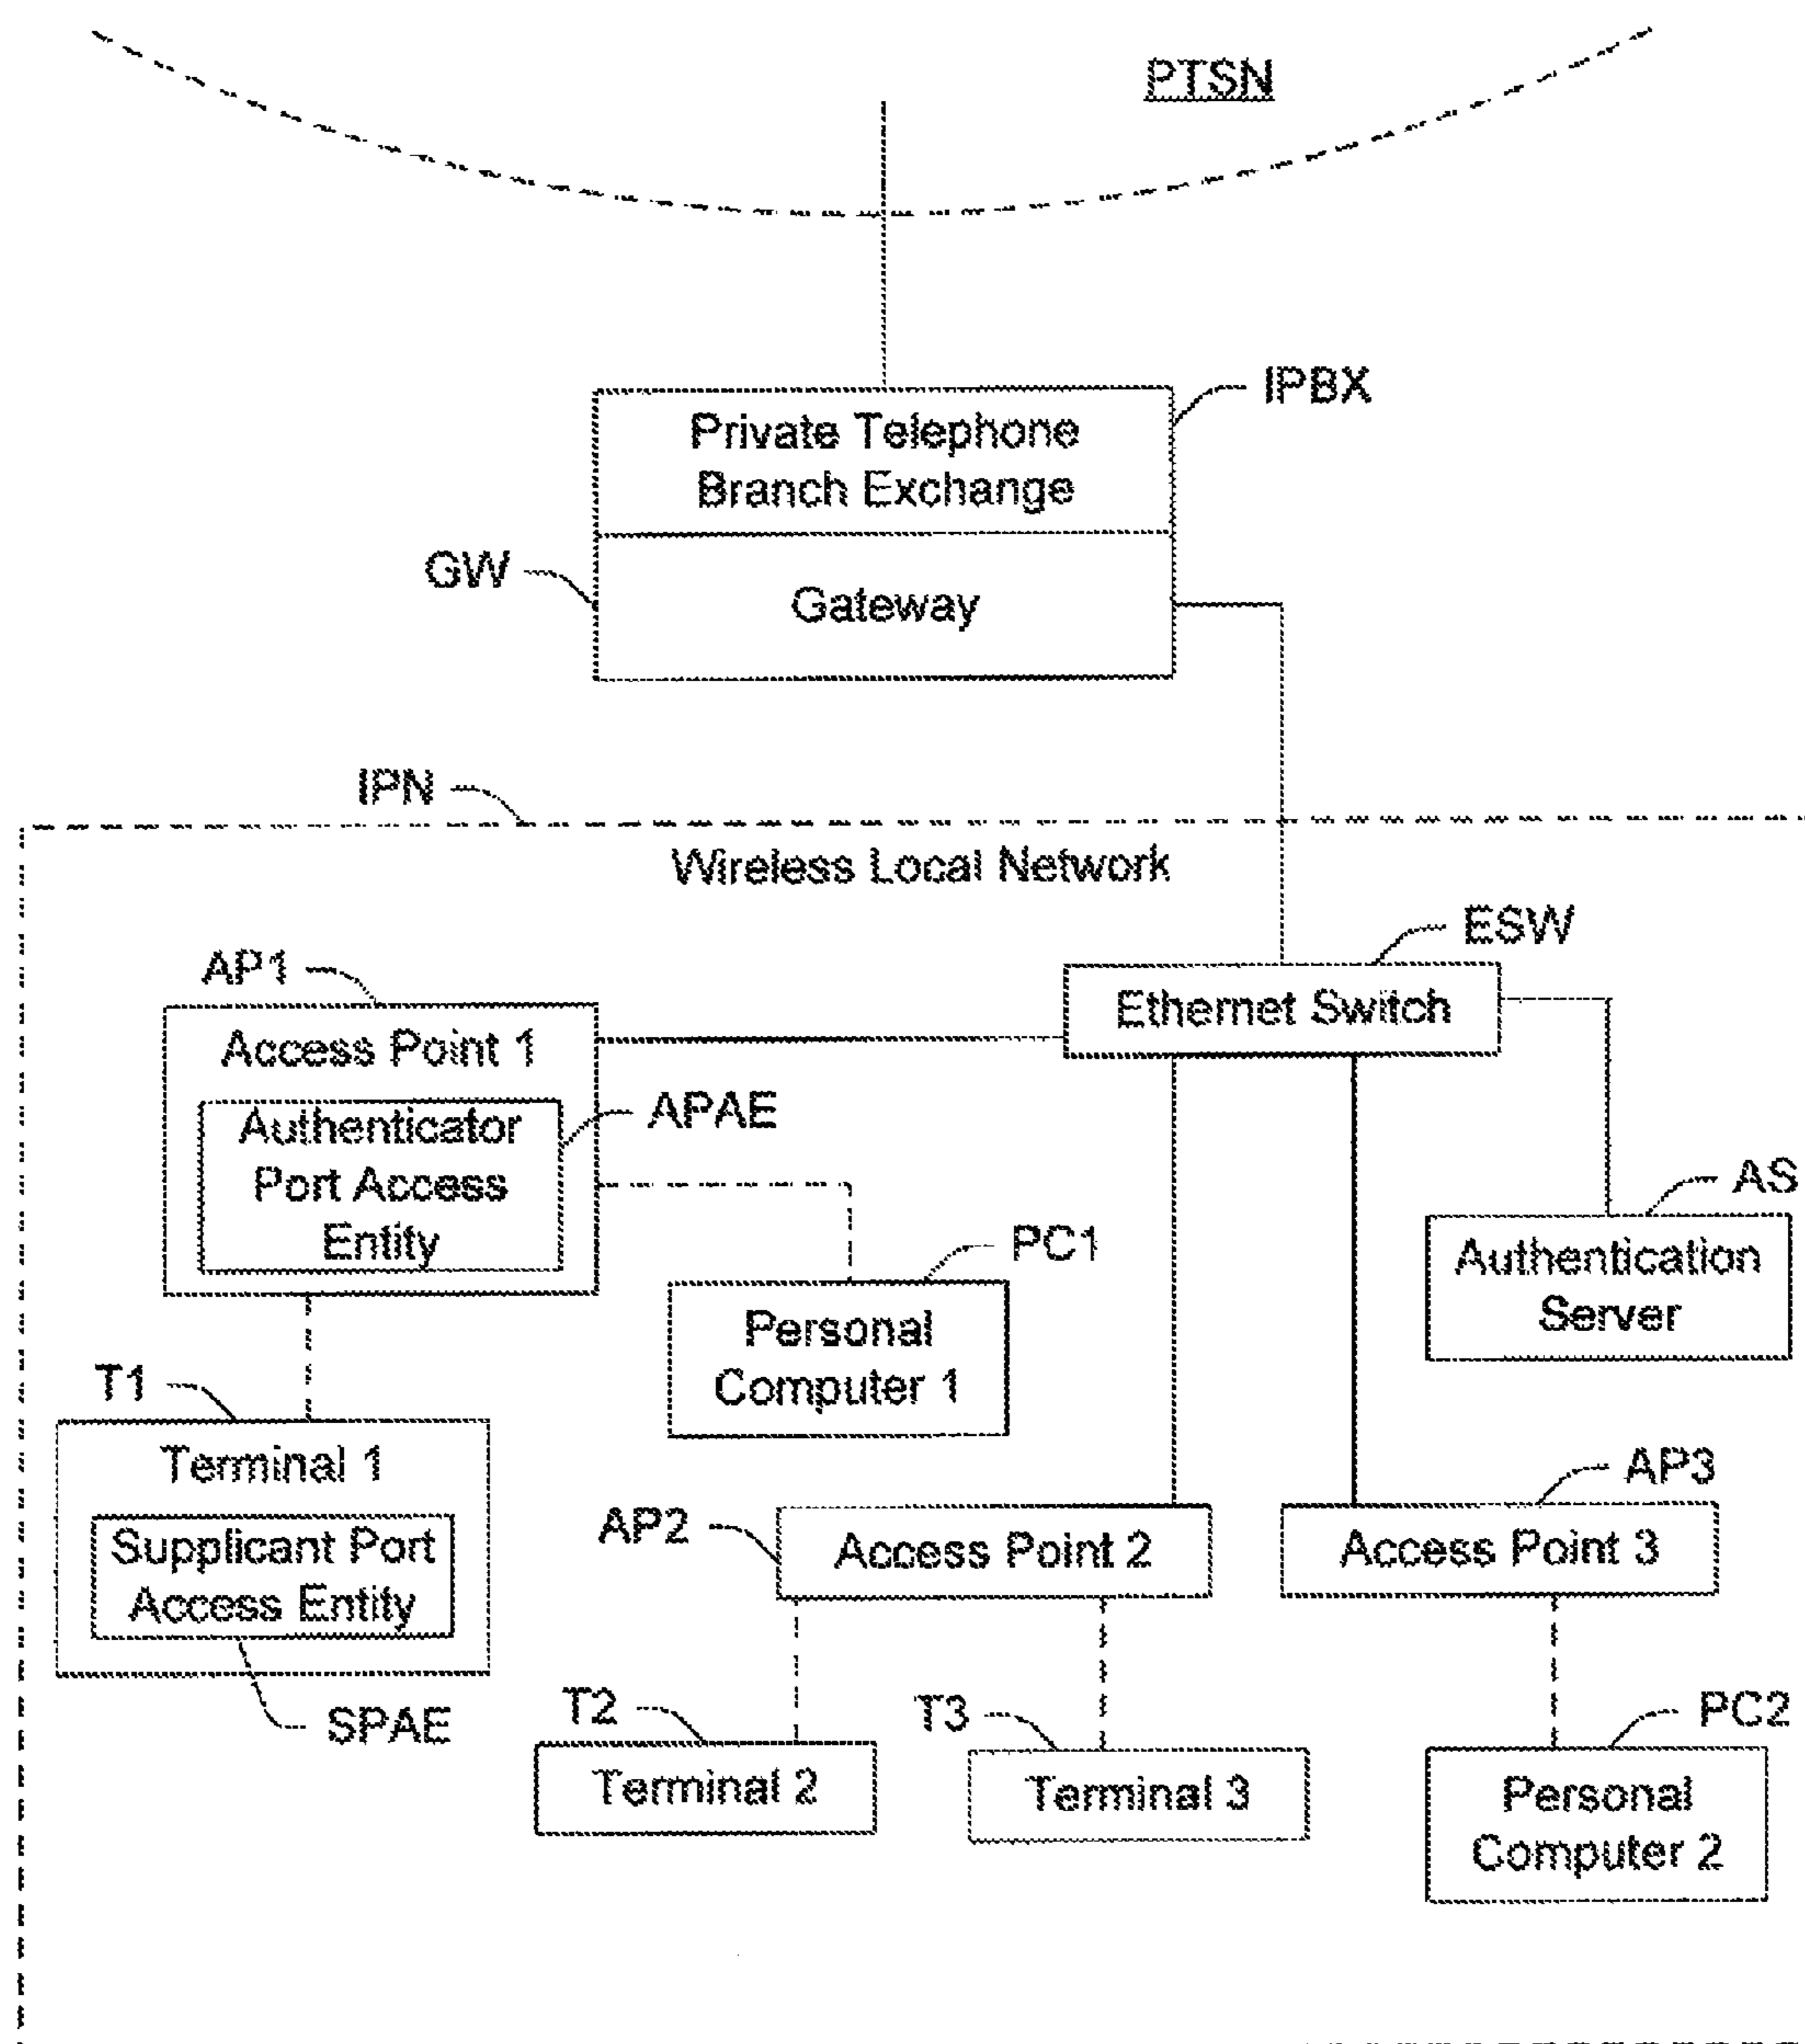 PTSN
IPBX
Private Telephone
Branch Exchange
GW
Gateway
IPN
Wireless Local Network
ESW
AP1
Ethernet Switch
Access Point 1
APAE
Authenticator
Port Access
Entity
AS
PC1
Authentication
Server
Personal
Computer 1
T1
Terminal 1
AP3
AP2
Access Point 2
Access Point 3
Supplicant Port
Access Entity
SPAE
T2
T3
PC2
Terminal 2
Terminal 3
Personal
Computer 2